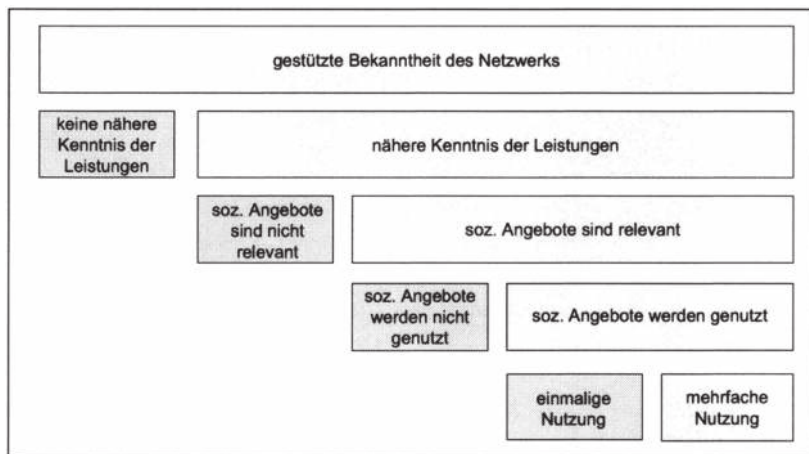 gestützte Bekanntheit des Netzwerks
keine nähere
Kenntnis der
Leistungen
nähere Kenntnis der Leistungen
soz. Angebote
sind nicht
relevant
soz. Angebote sind relevant
soz. Angebote
werden nicht
genutzt
soz. Angebote werden genutzt
einmalige
Nutzung
mehrfache
Nutzung